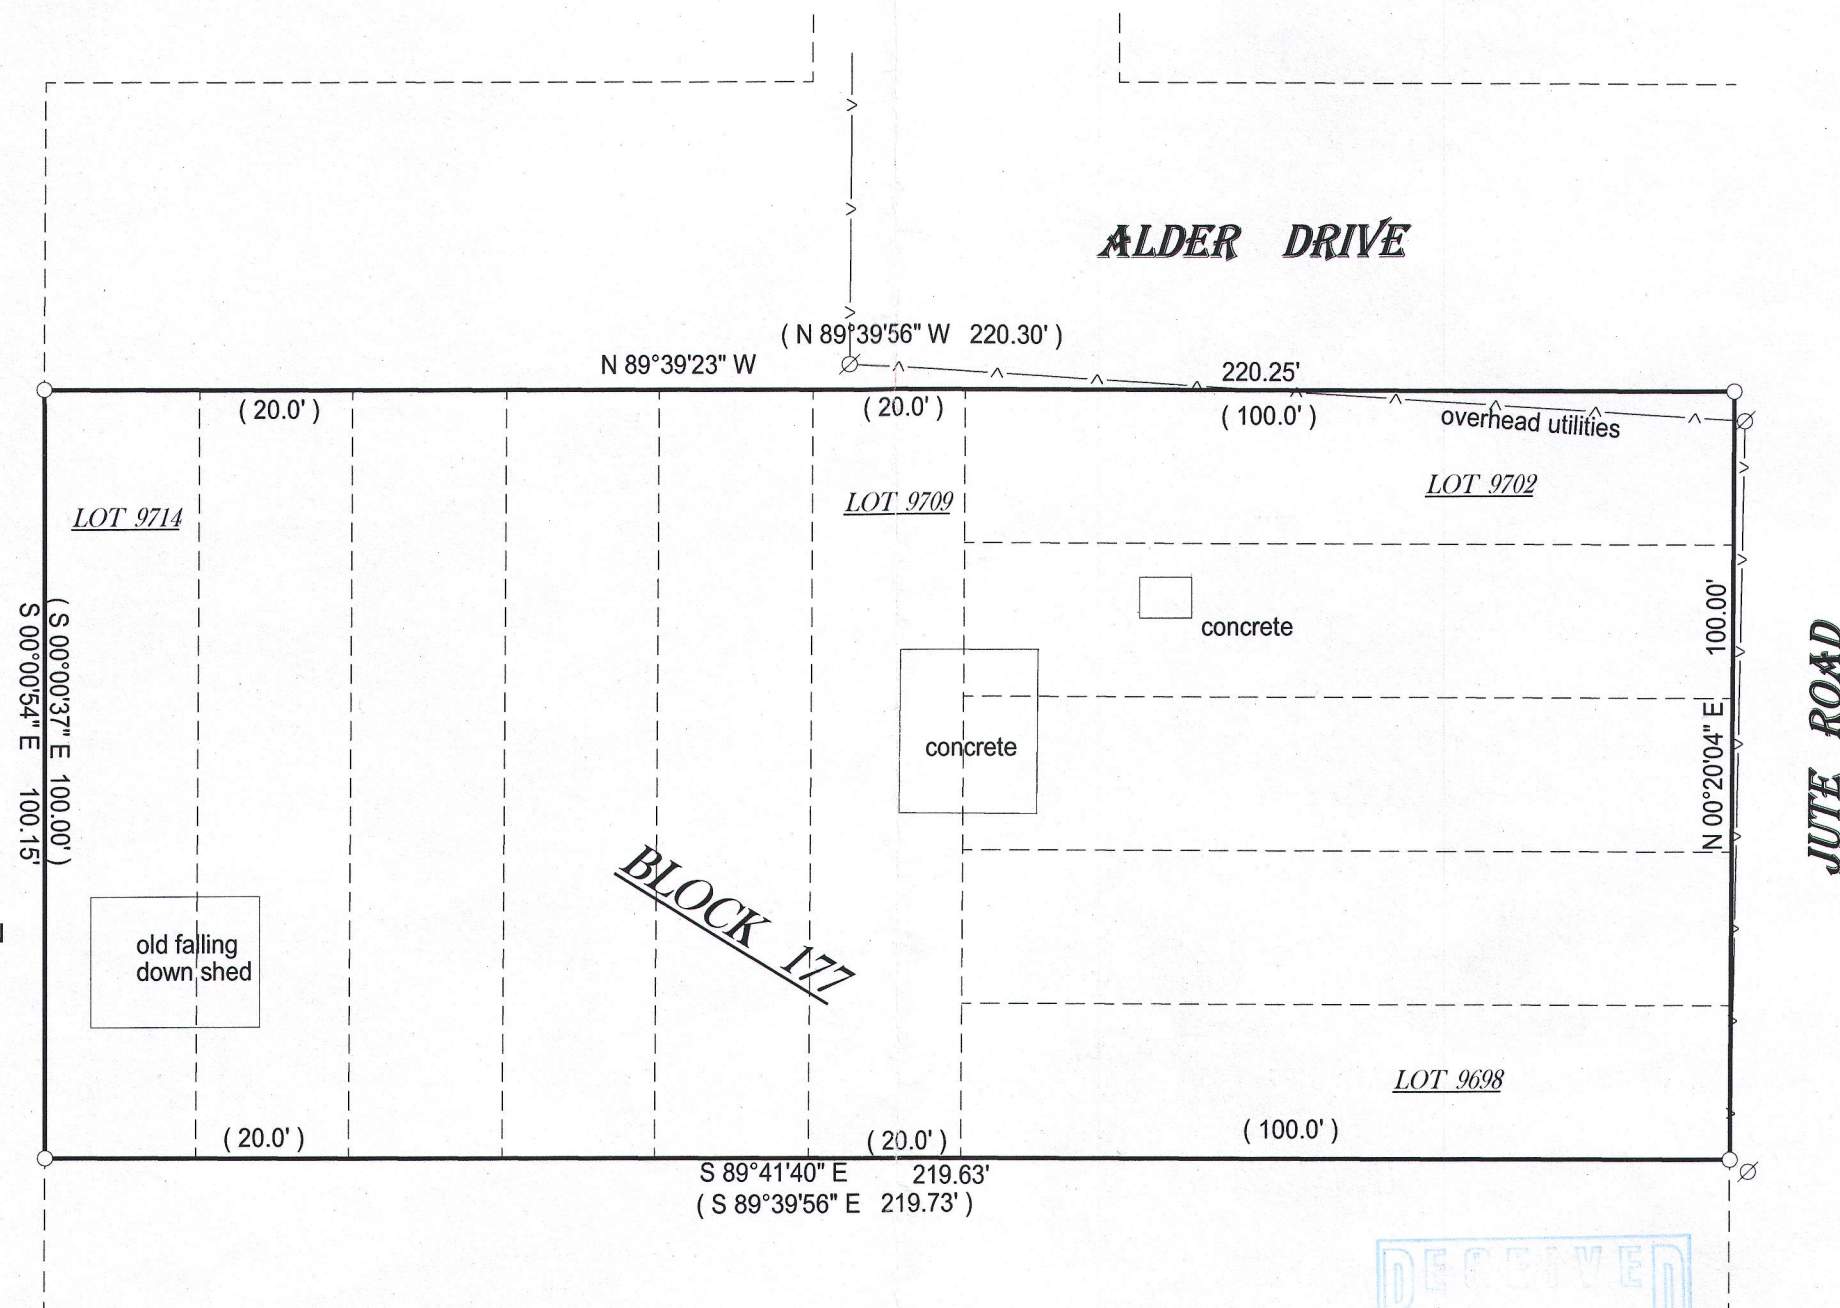 ALDER DRIVE
( N 89°39'56" W 220.30' )
N 89°39'23" W
220.25'
( 20.0' )
( 20.0' )
( 100.0' )
overhead utilities
LOT 9702
LOT 9709
LOT 9714
concrete
concrete
( S 00°00'37" E 100.00' )
S 00°00'54" E 100.15'
N 00°20'04" E 100.00'
JUTE ROAD
BLOCK 177
old falling
down shed
LOT 9698
( 20.0' )
( 20.0' )
( 100.0' )
S 89°41'40" E 219.63'
( S 89°39'56" E 219.73' )
RECEIVED